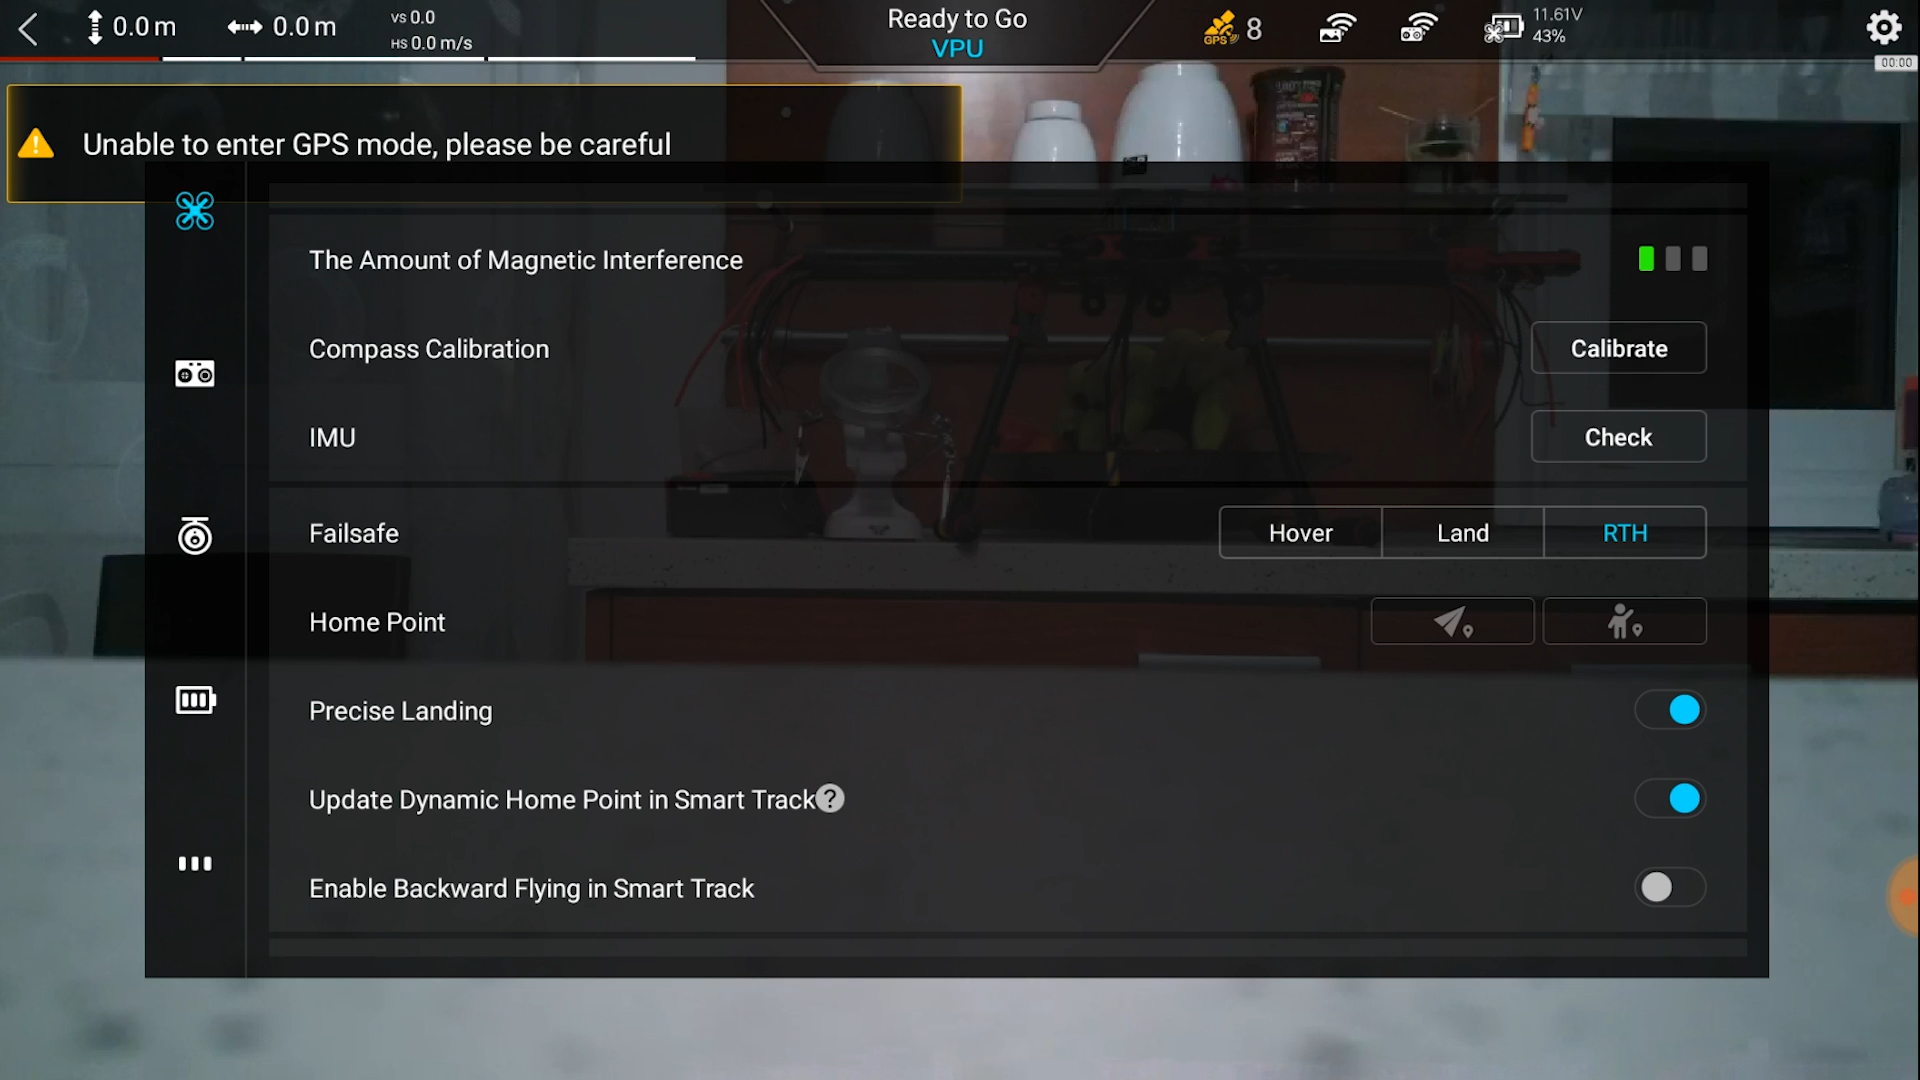 0.0 m
0.0 m
VS 0.0
HS 0.0 m/s
Ready to Go
VPU
GPS
8
11.61V
43%
00:00
Unable to enter GPS mode, please be careful
The Amount of Magnetic Interference
Compass Calibration
Calibrate
IMU
Check
Failsafe
Hover
Land
RTH
Home Point
Precise Landing
Update Dynamic Home Point in Smart Track?
Enable Backward Flying in Smart Track